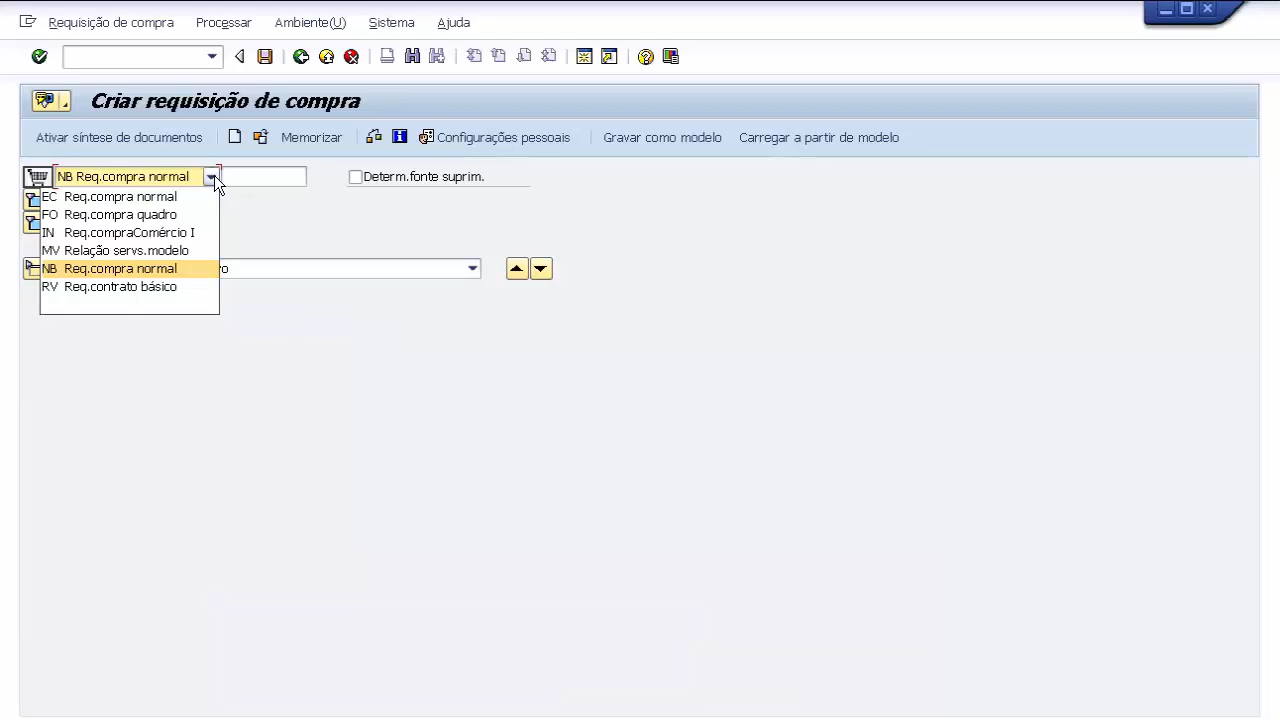 Requisição de compra Processar Ambiente(U) Sistema Ajuda
Criar requisição de compra
Ativar síntese de documentos Memorizar Configurações pessoais Gravar como modelo Carregar a partir de modelo
NB Req.compra normal Determ.fonte suprim.
EC Req.compra normal
FO Req.compra quadro
IN Req.compraComércio I
MV Relação servs.modelo
NB Req.compra normal
RV Req.contrato básico